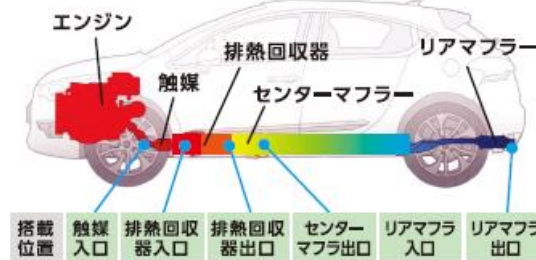 エンジン
排熱回収器
リアマフラー
触媒
センターマフラー
搭載 触媒 排熱回収 排熱回収 センター リアマフラ リアマフラ
位置 入口 器入口 器出口 マフラ出口 入口 出口